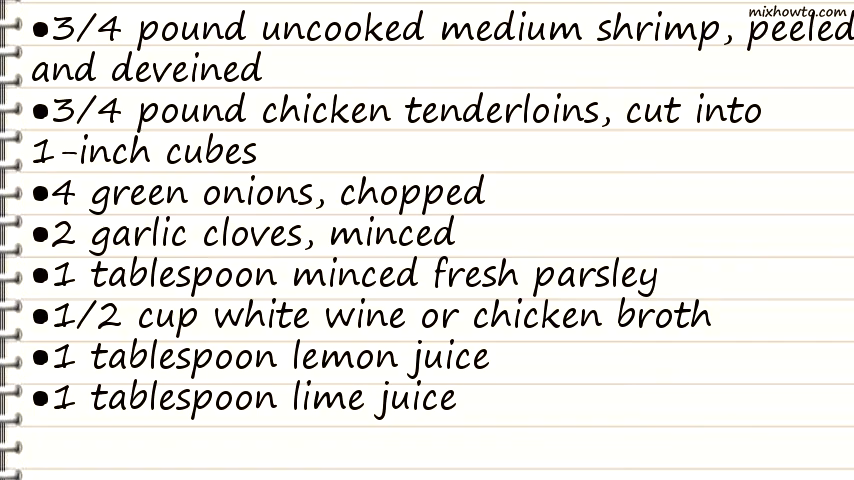 mixhowto.com
•3/4 pound uncooked medium shrimp, peeled
and deveined
•3/4 pound chicken tenderloins, cut into
1-inch cubes
•4 green onions, chopped
•2 garlic cloves, minced
•1 tablespoon minced fresh parsley
•1/2 cup white wine or chicken broth
•1 tablespoon lemon juice
•1 tablespoon lime juice